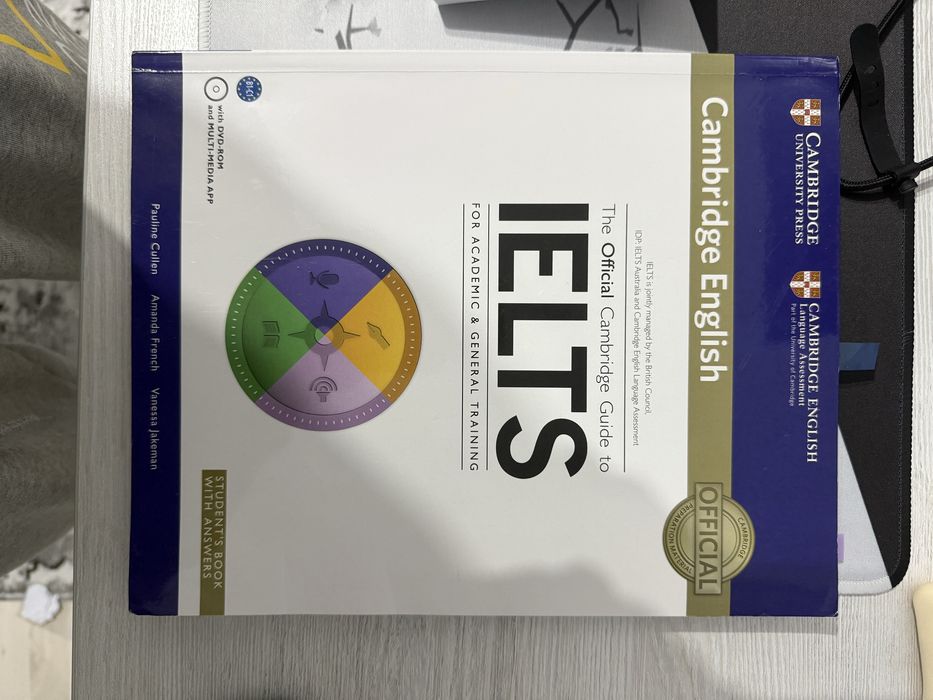 CAMBRIDGE
UNIVERSITY PRESS
CAMBRIDGE ENGLISH
Language Assessment
Part of the University of Cambridge
Cambridge English
CAMBRIDGE
OFFICIAL
PREPARATION MATERIAL
IELTS is jointly managed by the British Council,
IDP: IELTS Australia and Cambridge English Language Assessment
The Official Cambridge Guide to
IELTS
FOR ACADEMIC & GENERAL TRAINING
B1-C1
with DVD-ROM
and MULTI-MEDIA APP
STUDENT'S BOOK
WITH ANSWERS
Pauline Cullen Amanda French Vanessa Jakeman